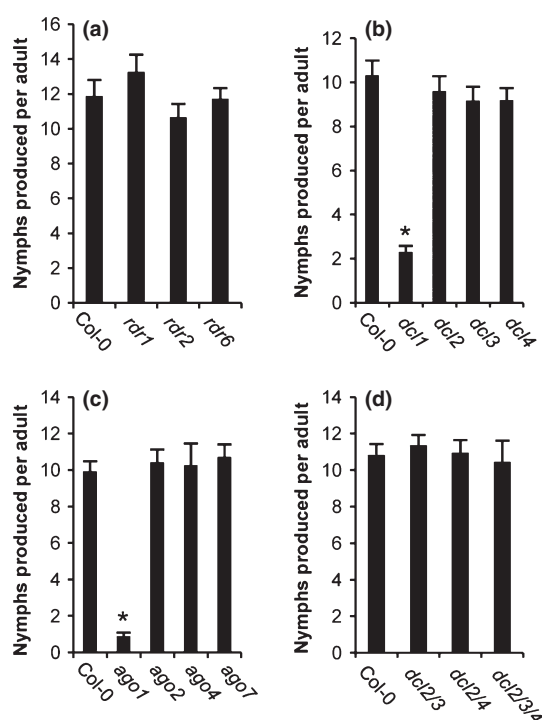 (a)
Nymphs produced per adult
16
14
12
10
8
6
4
2
0
Col-0
rdr1
rdr2
rdr6
(b)
Nymphs produced per adult
12
10
8
6
4
2
0
*
Col-0
dcl1
dcl2
dcl3
dcl4
(c)
Nymphs produced per adult
14
12
10
8
6
4
2
0
*
Col-0
ago1
ago2
ago4
ago7
(d)
Nymphs produced per adult
14
12
10
8
6
4
2
0
Col-0
dcl2/3
dcl2/4
dcl2/3/4